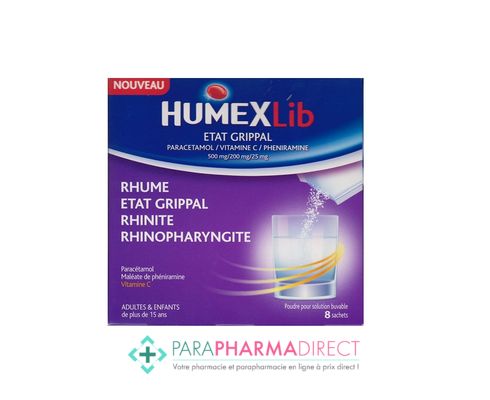 NOUVEAU
HUMEXLib
ETAT GRIPPAL
PARACETAMOL / VITAMINE C / PHENIRAMINE
500 mg/200 mg/25 mg
RHUME
ETAT GRIPPAL
RHINITE
RHINOPHARYNGITE
Paracétamol
Maléate de phéniramine
Vitamine C
ADULTES & ENFANTS
de plus de 15 ans
Poudre pour solution buvable
8 sachets
PARAPHARMADIRECT
Votre pharmacie et parapharmacie en ligne à prix direct !